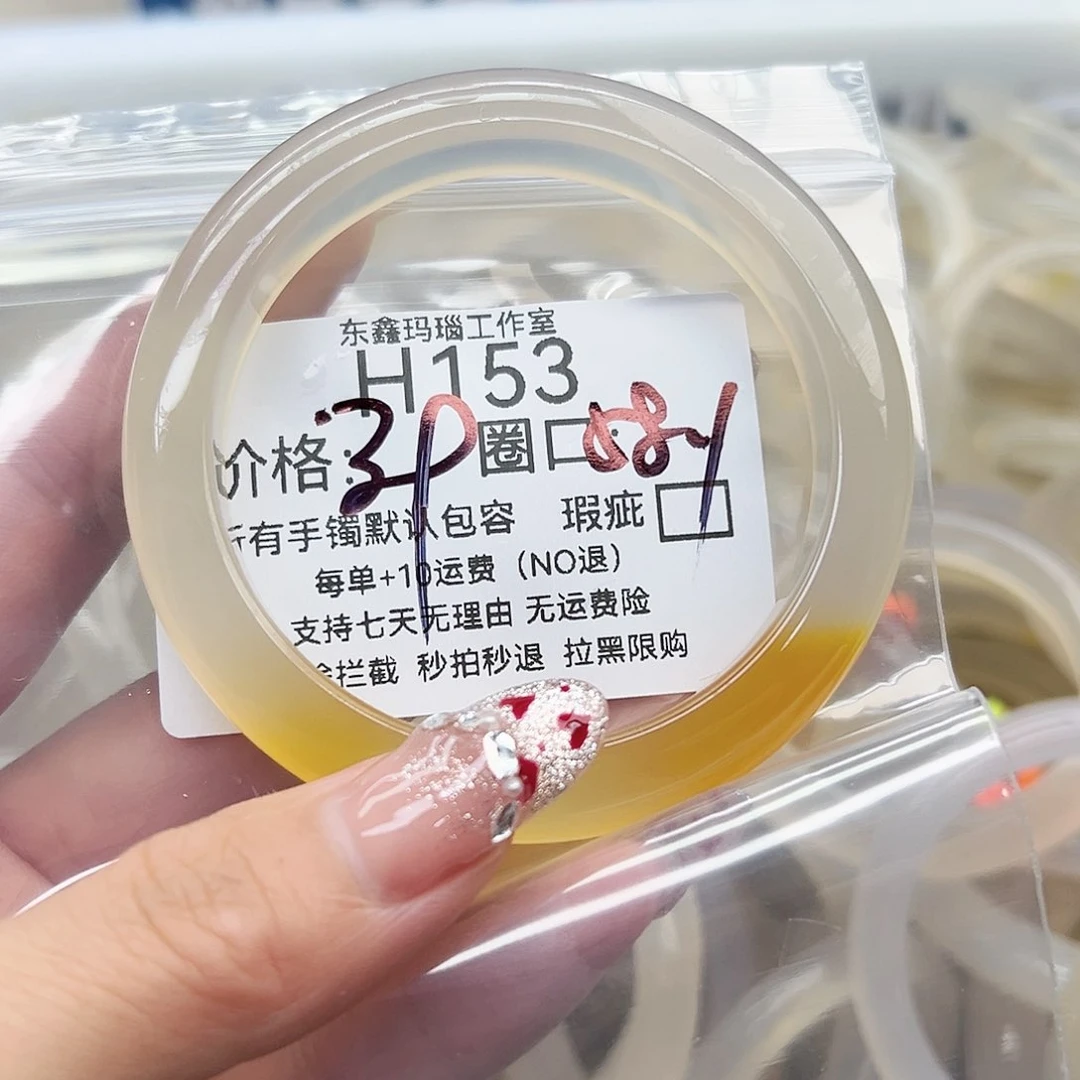 东鑫玛瑙工作室
H153
价格: 圈口:
所有手镯默认包容 瑕疵
每单+10运费（NO退）
支持七天无理由 无运费险
拦截 秒拍秒退 拉黑限购